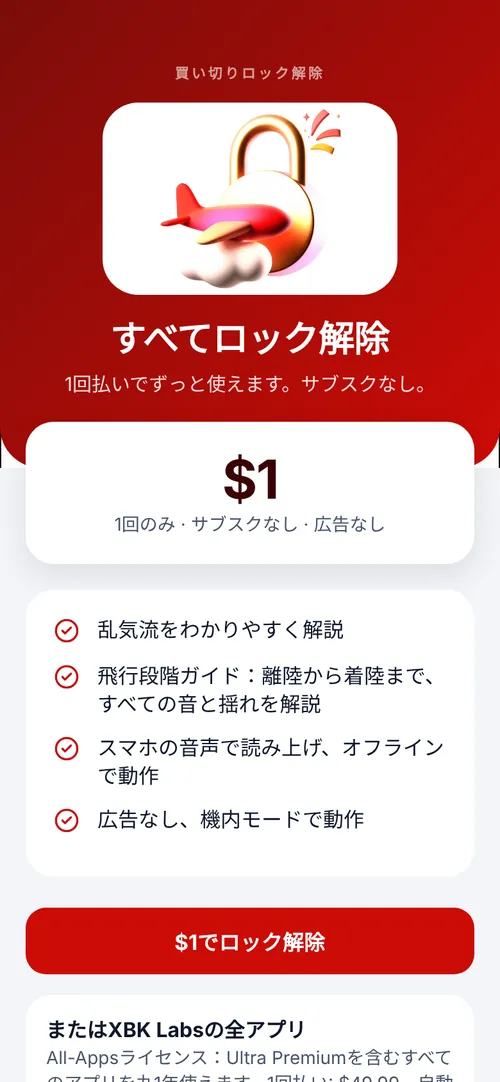 買い切りロック解除
すべてロック解除
1回払いでずっと使えます。サブスクなし。
$1
1回のみ · サブスクなし · 広告なし
乱気流をわかりやすく解説
飛行段階ガイド：離陸から着陸まで、
すべての音と揺れを解説
スマホの音声で読み上げ、オフライン
で動作
広告なし、機内モードで動作
$1でロック解除
またはXBK Labsの全アプリ
All-Appsライセンス：Ultra Premiumを含むすべて